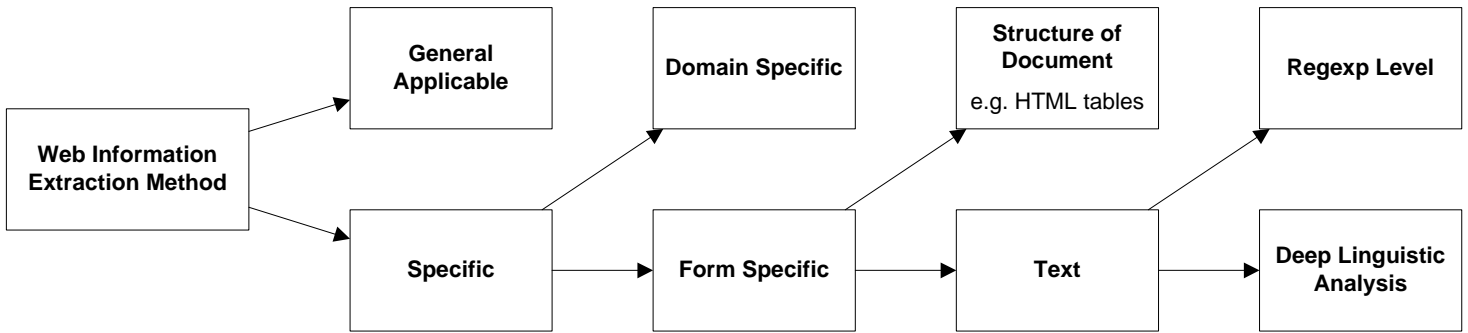 General
Applicable
Domain Specific
Structure of
Document
e.g. HTML tables
Regexp Level
Web Information
Extraction Method
Specific
Form Specific
Text
Deep Linguistic
Analysis